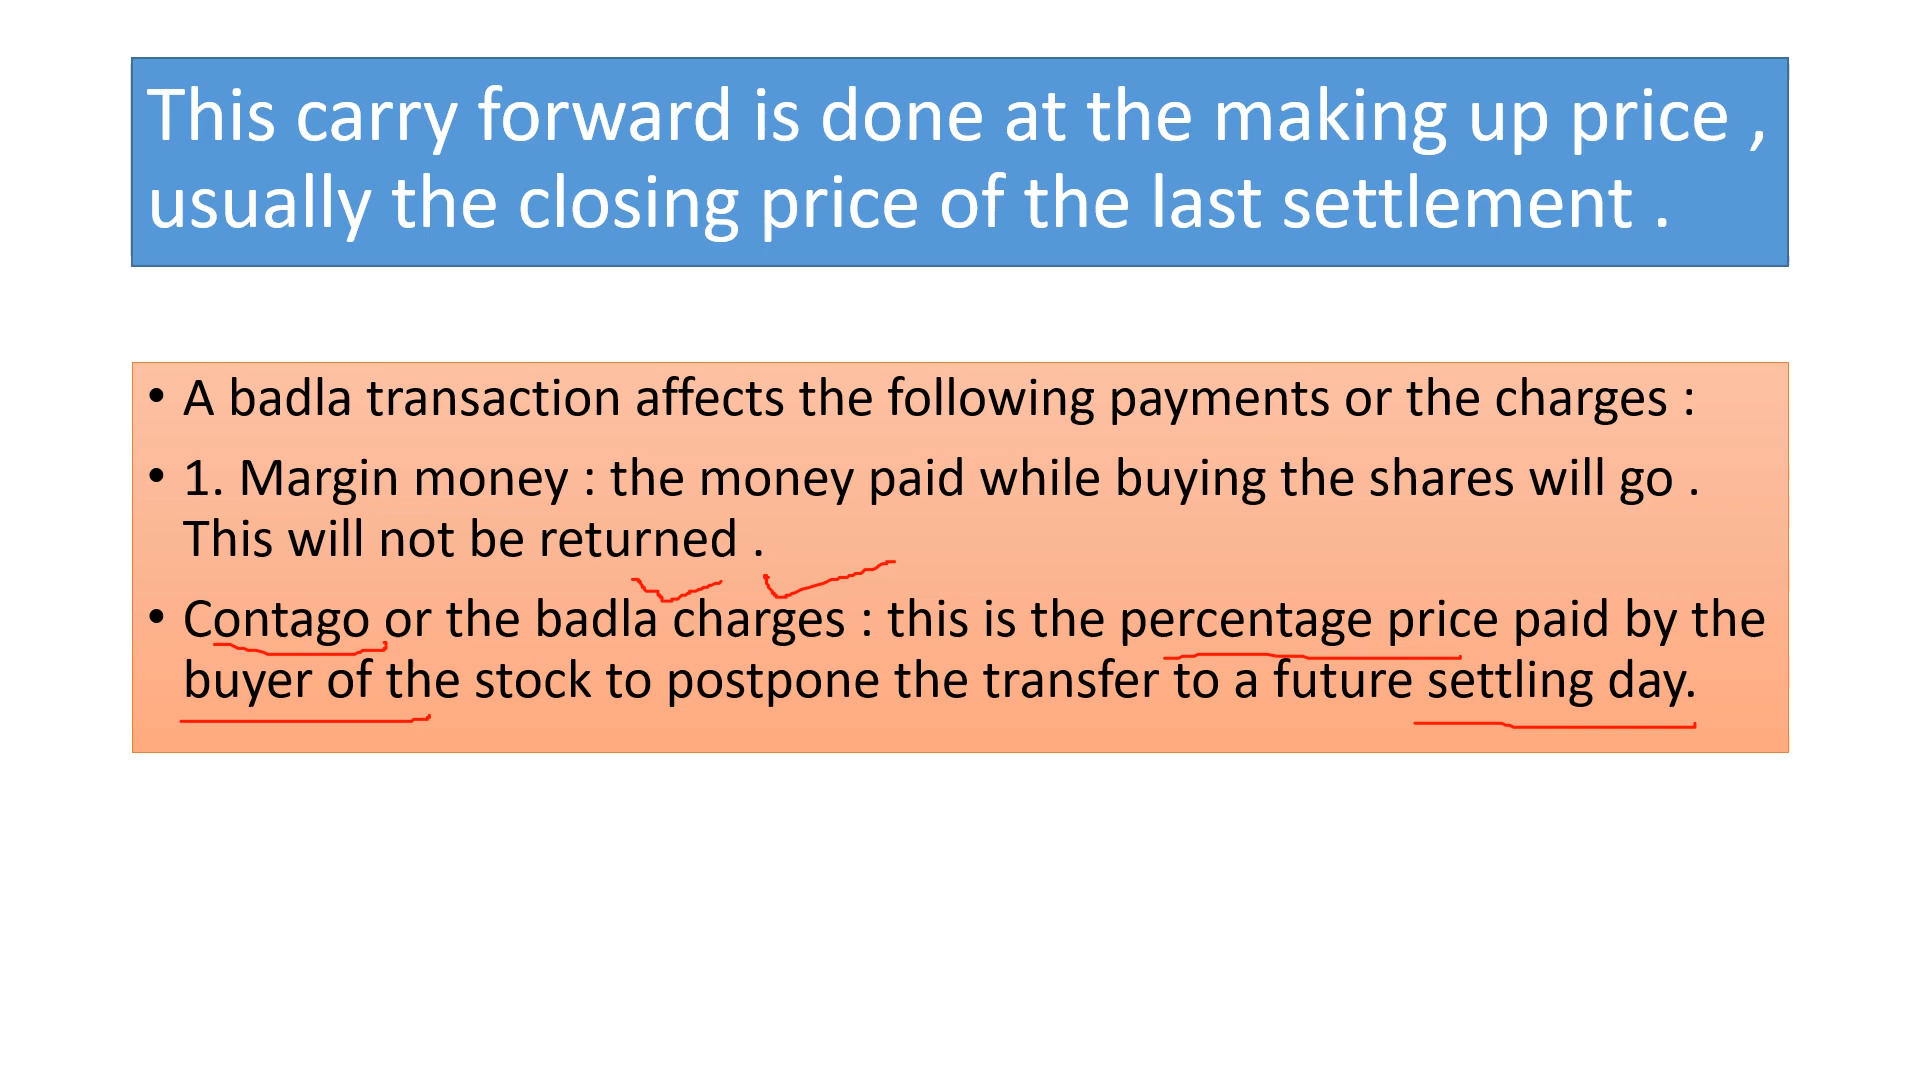 This carry forward is done at the making up price ,
usually the closing price of the last settlement .
• A badla transaction affects the following payments or the charges :
• 1. Margin money : the money paid while buying the shares will go .
This will not be returned .
• Contago or the badla charges : this is the percentage price paid by the
buyer of the stock to postpone the transfer to a future settling day.